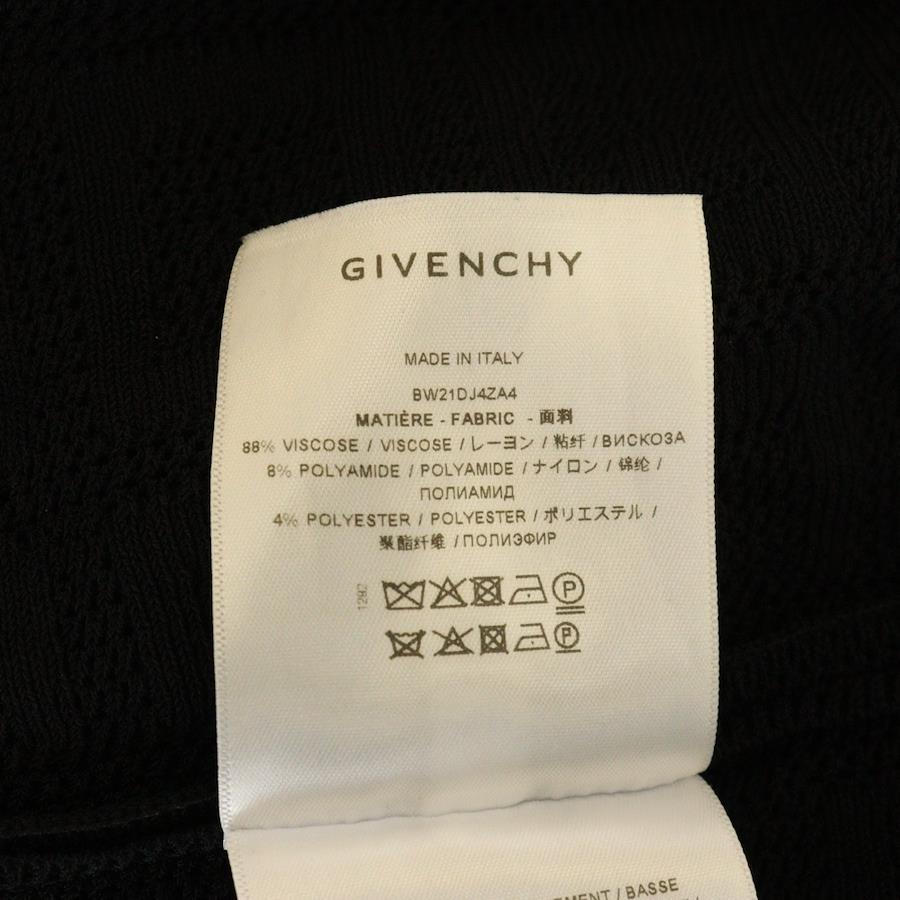 GIVENCHY
MADE IN ITALY
BW21DJ4ZA4
MATIÈRE - FABRIC - 面料
88% VISCOSE / VISCOSE / レーヨン / 粘纤 / ВИСКОЗА
8% POLYAMIDE / POLYAMIDE / ナイロン / 锦纶 /
ПОЛИАМИД
4% POLYESTER / POLYESTER / ポリエステル /
聚酯纤维 / ПОЛИЭФИР
1292
P
P
/ BASSE